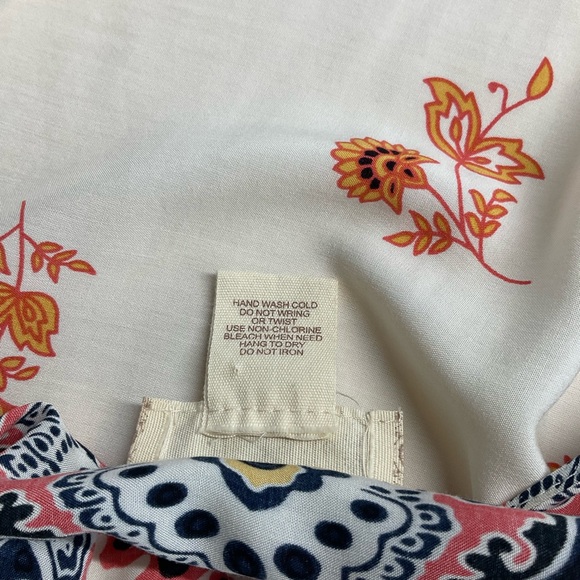 HAND WASH COLD
DO NOT WRING
OR TWIST
USE NON-CHLORINE
BLEACH WHEN NEED
HANG TO DRY
DO NOT IRON